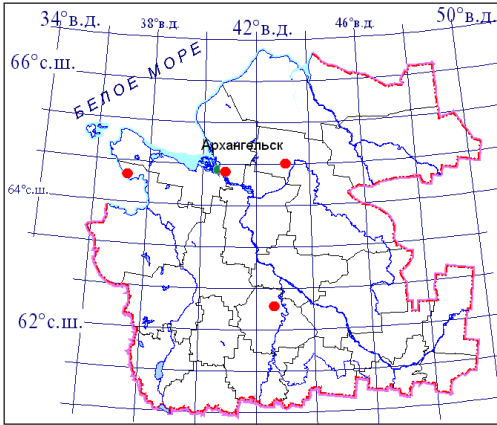 34°в.д.
38°в.д.
42°в.д.
46°в.д.
50°в.д.
66°с.ш.
БЕЛОЕ МОРЕ
Архангельск
64°с.ш.
62°с.ш.